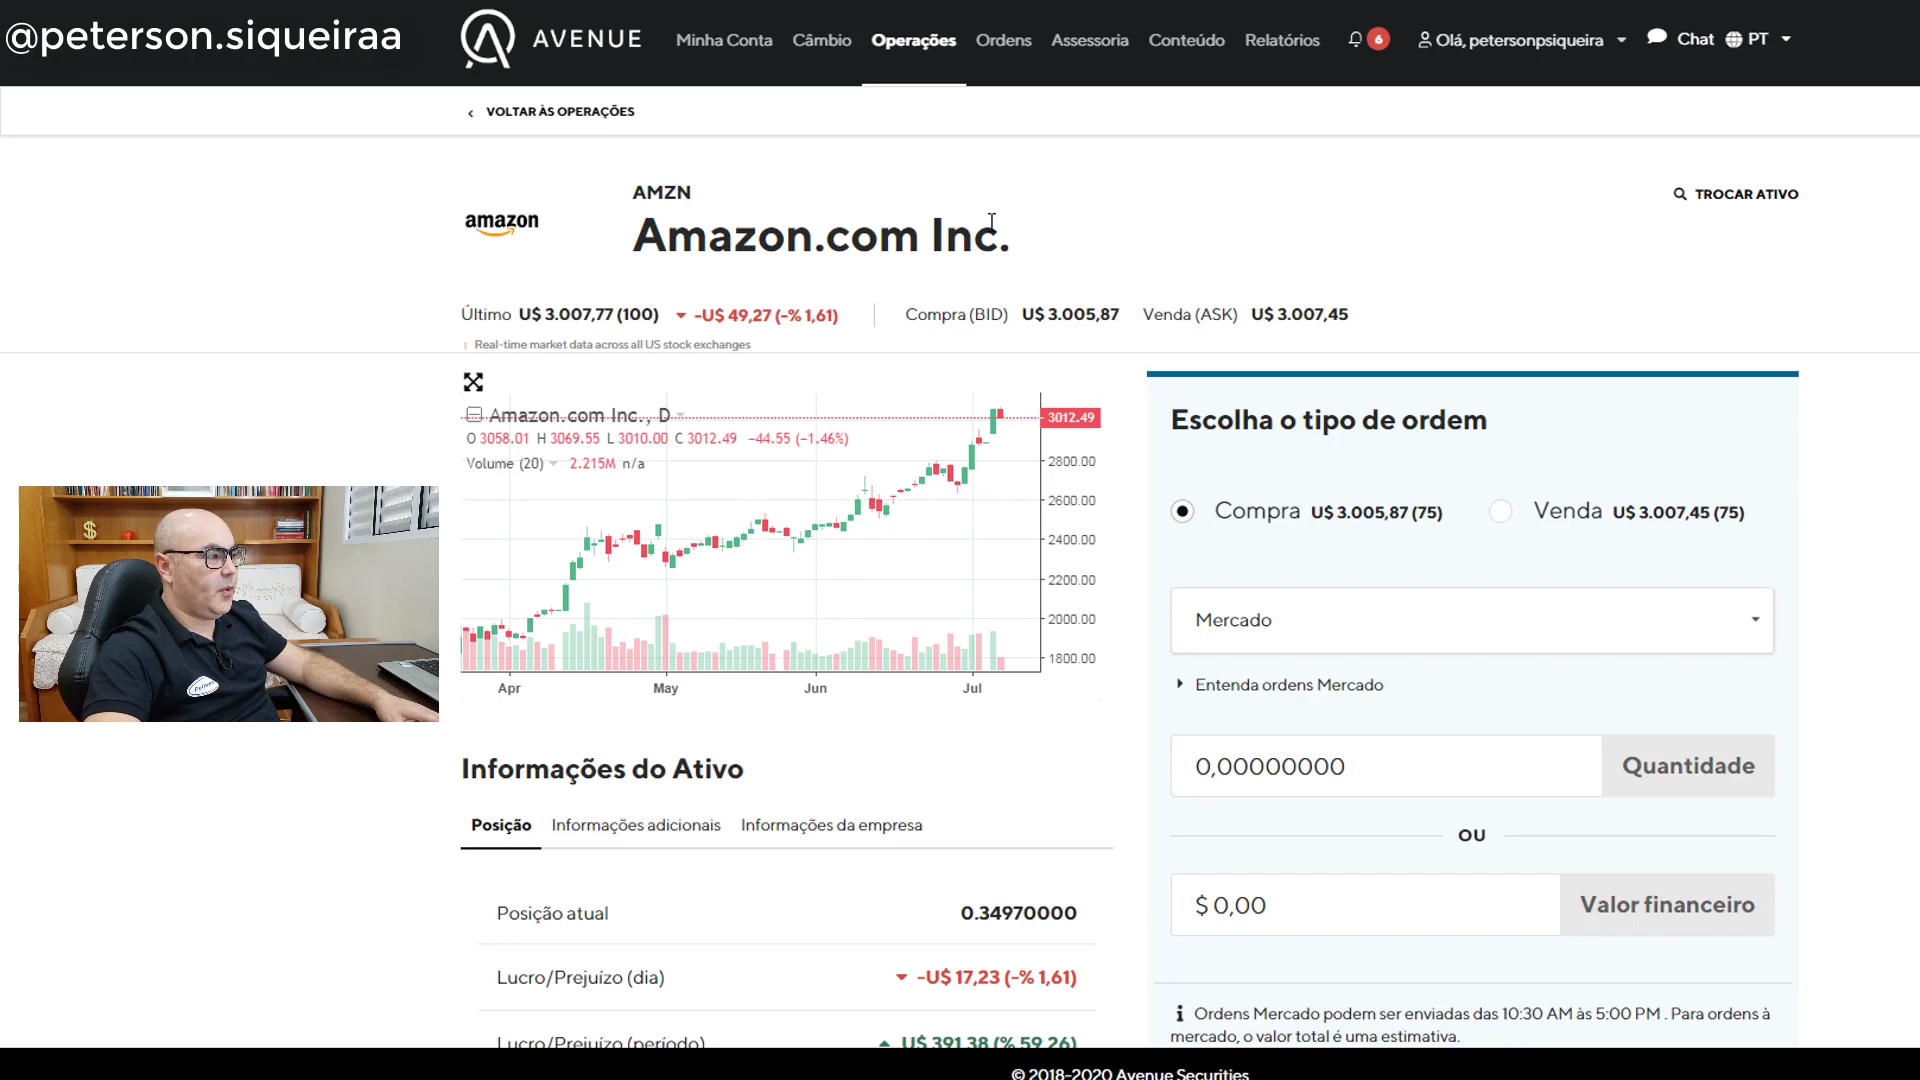 @peterson.siqueiraa
AVENUE
Minha Conta
Câmbio
Operações
Ordens
Assessoria
Conteúdo
Relatórios
6
Olá, petersonpsiqueira
Chat
PT
VOLTAR ÀS OPERAÇÕES
amazon
AMZN
Amazon.com Inc.
TROCAR ATIVO
Último U$ 3.007,77 (100) -U$ 49,27 (-% 1,61)
Compra (BID) U$ 3.005,87 Venda (ASK) U$ 3.007,45
Real-time market data across all US stock exchanges
Amazon.com Inc., D
O 3058.01 H 3069.55 L 3010.00 C 3012.49 -44.55 (-1.46%)
Volume (20) 2.215M n/a
3012.49
2800.00
2600.00
2400.00
2200.00
2000.00
1800.00
Apr
May
Jun
Jul
Informações do Ativo
Posição
Informações adicionais
Informações da empresa
Posição atual 0.34970000
Lucro/Prejuízo (dia) -U$ 17,23 (-% 1,61)
Lucro/Prejuízo (período) U$ 391,38 (% 59,26)
Escolha o tipo de ordem
Compra U$ 3.005,87 (75)
Venda U$ 3.007,45 (75)
Mercado
Entenda ordens Mercado
0,00000000 Quantidade
OU
$ 0,00 Valor financeiro
Ordens Mercado podem ser enviadas das 10:30 AM às 5:00 PM . Para ordens à
mercado, o valor total é uma estimativa.
© 2018-2020 Avenue Securities